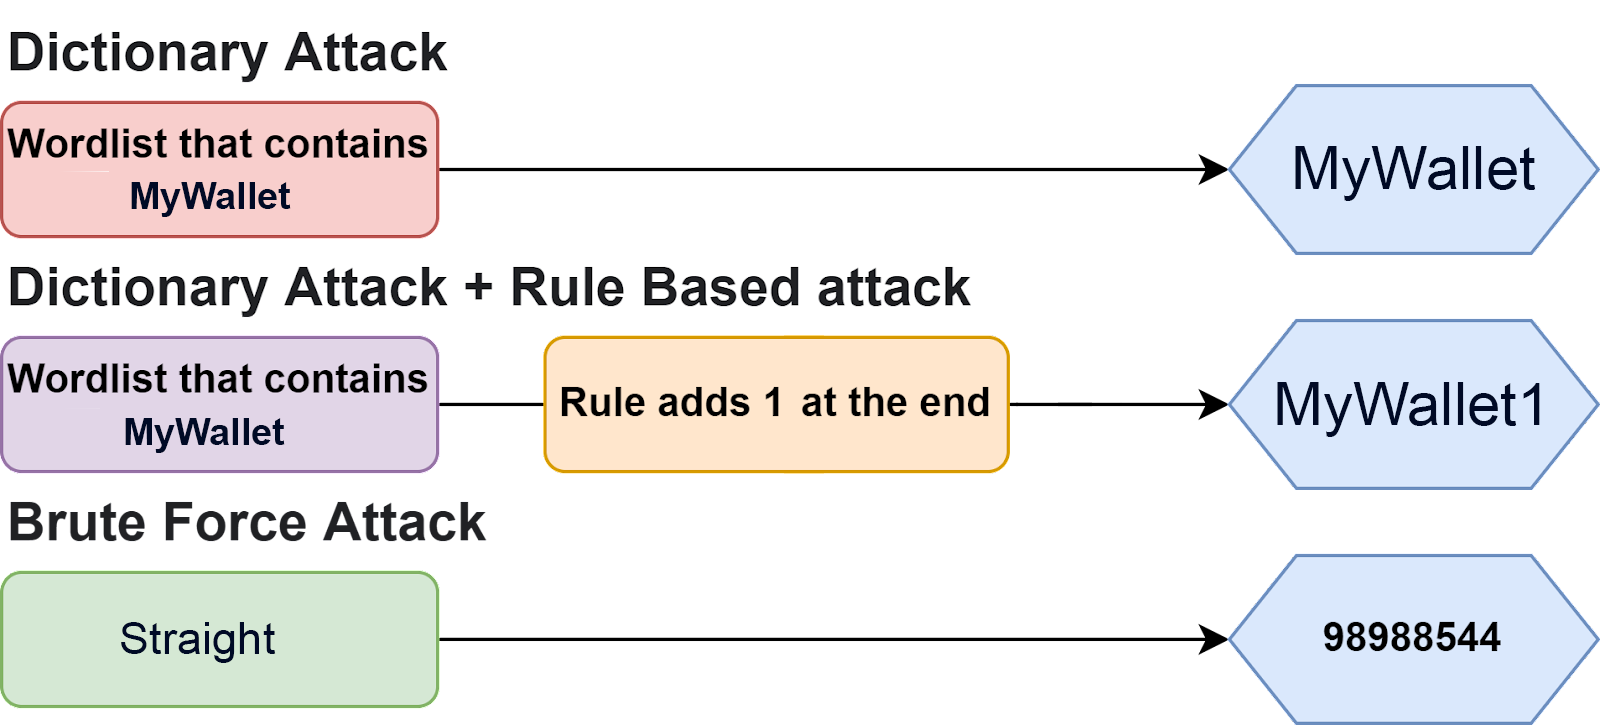 Dictionary Attack
Wordlist that contains
MyWallet
MyWallet
Dictionary Attack + Rule Based attack
Wordlist that contains
MyWallet
Rule adds 1 at the end
MyWallet1
Brute Force Attack
Straight
98988544